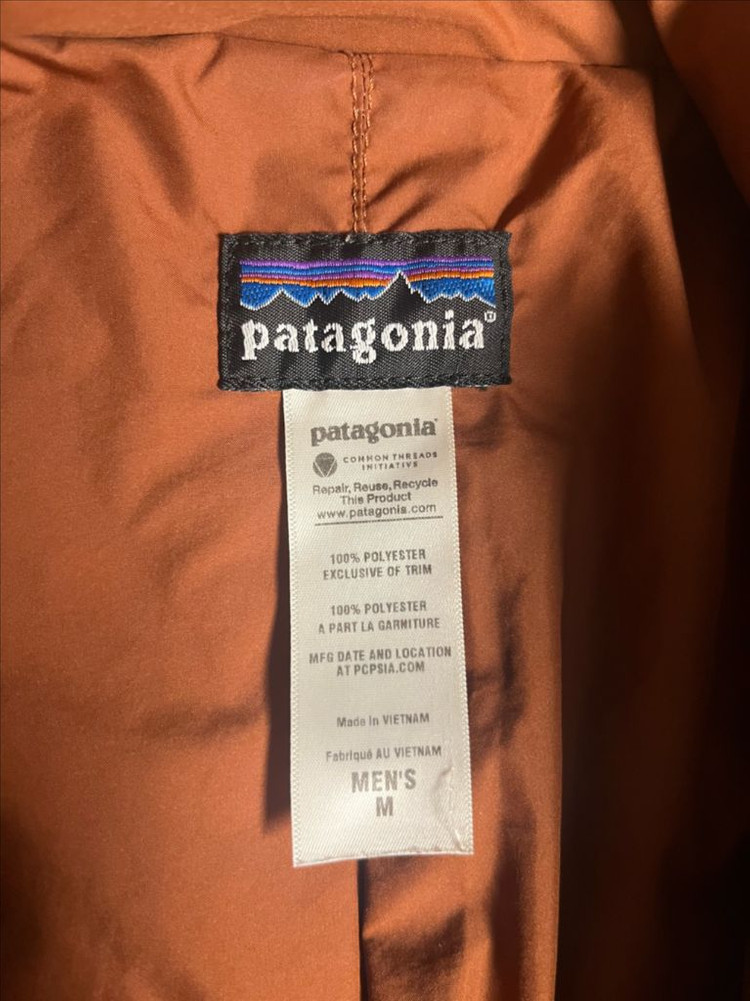 patagonia®
patagonia®
COMMON THREADS
INITIATIVE
Repair, Reuse, Recycle
This Product
www.patagonia.com
100% POLYESTER
EXCLUSIVE OF TRIM
100% POLYESTER
A PART LA GARNITURE
MFG DATE AND LOCATION
AT PCPSIA.COM
Made in VIETNAM
Fabriqué AU VIETNAM
MEN'S
M